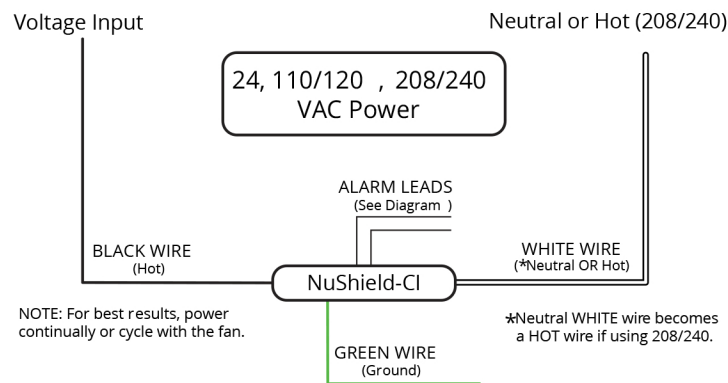 Voltage Input
Neutral or Hot (208/240)
24, 110/120 , 208/240
VAC Power
ALARM LEADS
(See Diagram )
BLACK WIRE
(Hot)
WHITE WIRE
(*Neutral OR Hot)
NuShield-CI
NOTE: For best results, power
continually or cycle with the fan.
*Neutral WHITE wire becomes
a HOT wire if using 208/240.
GREEN WIRE
(Ground)